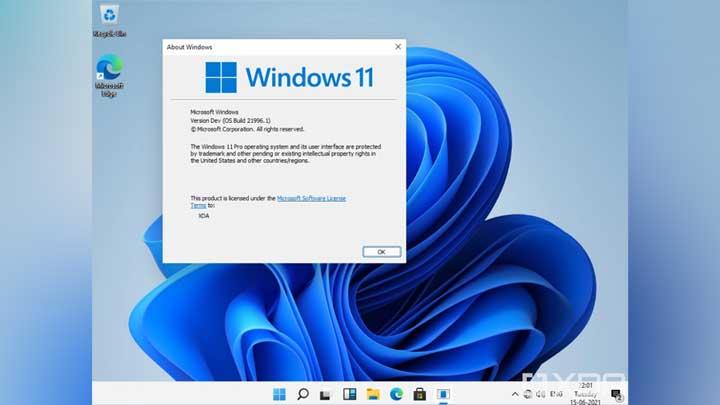 Recycle Bin
Microsoft
Edge
About Windows
Windows 11
Microsoft Windows
Version Dev (OS Build 21996.1)
© Microsoft Corporation. All rights reserved.
The Windows 11 Pro operating system and its user interface are protected
by trademark and other pending or existing intellectual property rights in
the United States and other countries/regions.
This product is licensed under the Microsoft Software License
Terms to:
XDA
OK
ENG
Tuesday
15-06-2021
2